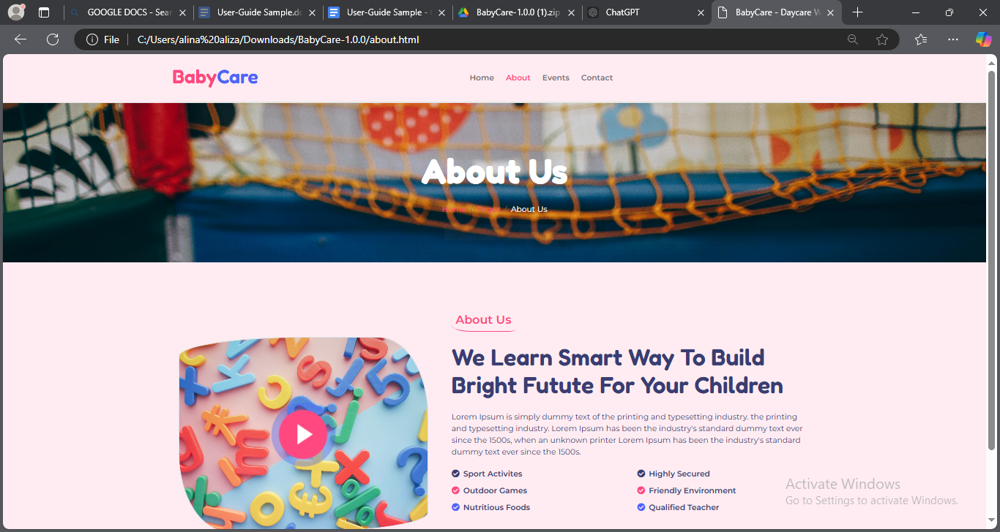 GOOGLE DOCS - Sear
User-Guide Sample.do
User-Guide Sample -
BabyCare-1.0.0 (1).zip
ChatGPT
BabyCare - Daycare W
File
C:/Users/alina%20aliza/Downloads/BabyCare-1.0.0/about.html
BabyCare
Home
About
Events
Contact
About Us
Home / Pages / About Us
About Us
We Learn Smart Way To Build
Bright Futute For Your Children
Lorem Ipsum is simply dummy text of the printing and typesetting industry. the printing
and typesetting industry. Lorem Ipsum has been the industry's standard dummy text ever
since the 1500s, when an unknown printer Lorem Ipsum has been the industry's standard
dummy text ever since the 1500s.
Sport Activites
Highly Secured
Outdoor Games
Friendly Environment
Nutritious Foods
Qualified Teacher
Activate Windows
Go to Settings to activate Windows.